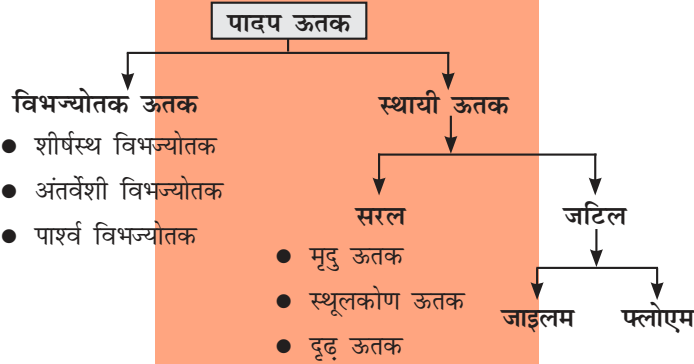 पादप ऊतक
विभज्योतक ऊतक
● शीर्षस्थ विभज्योतक
● अंतर्वेशी विभज्योतक
● पार्श्व विभज्योतक
स्थायी ऊतक
सरल
● मृदु ऊतक
● स्थूलकोण ऊतक
● दृढ़ ऊतक
जटिल
जाइलम
फ्लोएम